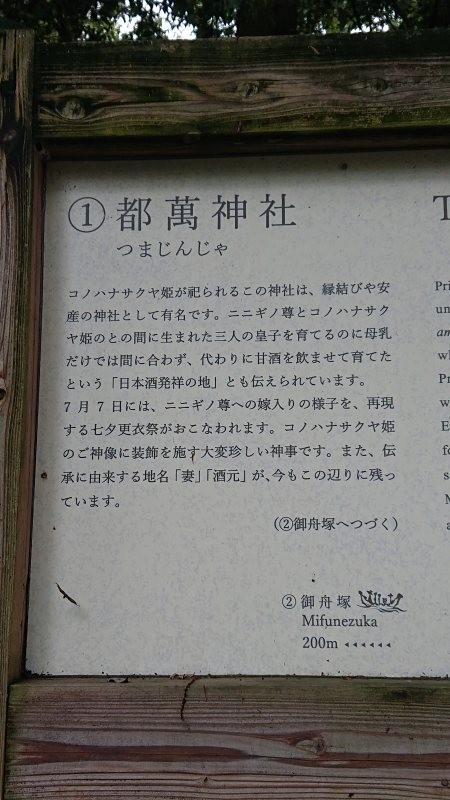 ①都萬神社
つまじんじゃ
コノハナサクヤ姫が祀られるこの神社は、縁結びや安
産の神社として有名です。ニニギノ尊とコノハナサク
ヤ姫のとの間に生まれた三人の皇子を育てるのに母乳
だけでは間に合わず、代わりに甘酒を飲ませて育てた
という「日本酒発祥の地」とも伝えられています。
7月7日には、ニニギノ尊への嫁入りの様子を、再現
する七夕更衣祭がおこなわれます。コノハナサクヤ姫
のご神像に装飾を施す大変珍しい神事です。また、伝
承に由来する地名「妻」「酒元」が、今もこの辺りに残っ
ています。
(②御舟塚へつづく)
②御舟塚
Mifunezuka
200m ◀◀◀◀◀◀
T
Pri
un
am
wh
Pr
w
E
fo
s
M
a